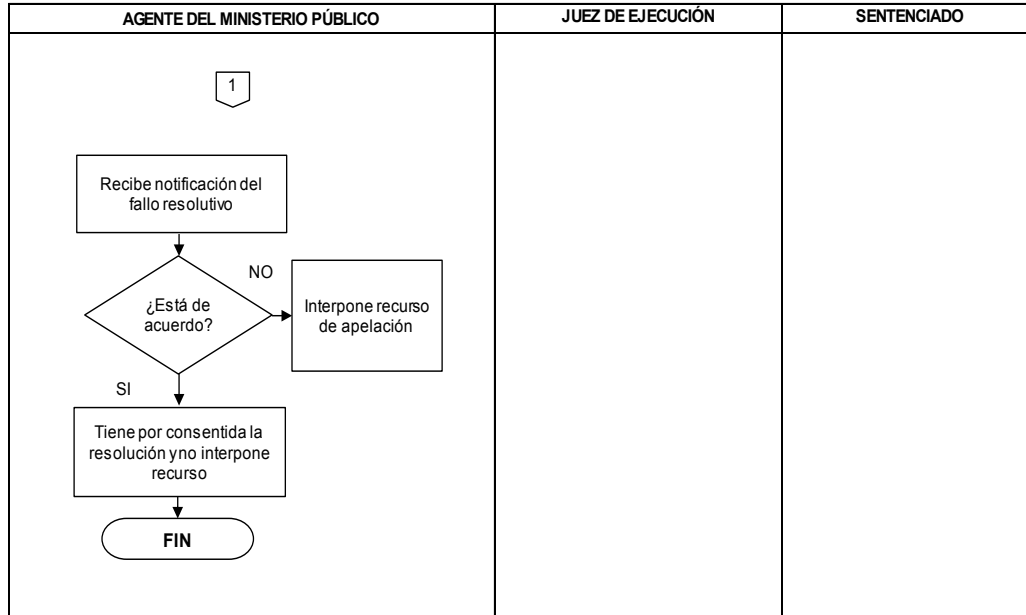 AGENTE DEL MINISTERIO PÚBLICO
JUEZ DE EJECUCIÓN
SENTENCIADO
1
Recibe notificación del
fallo resolutivo
¿Está de
acuerdo?
NO
Interpone recurso
de apelación
SI
Tiene por consentida la
resolución y no interpone
recurso
FIN